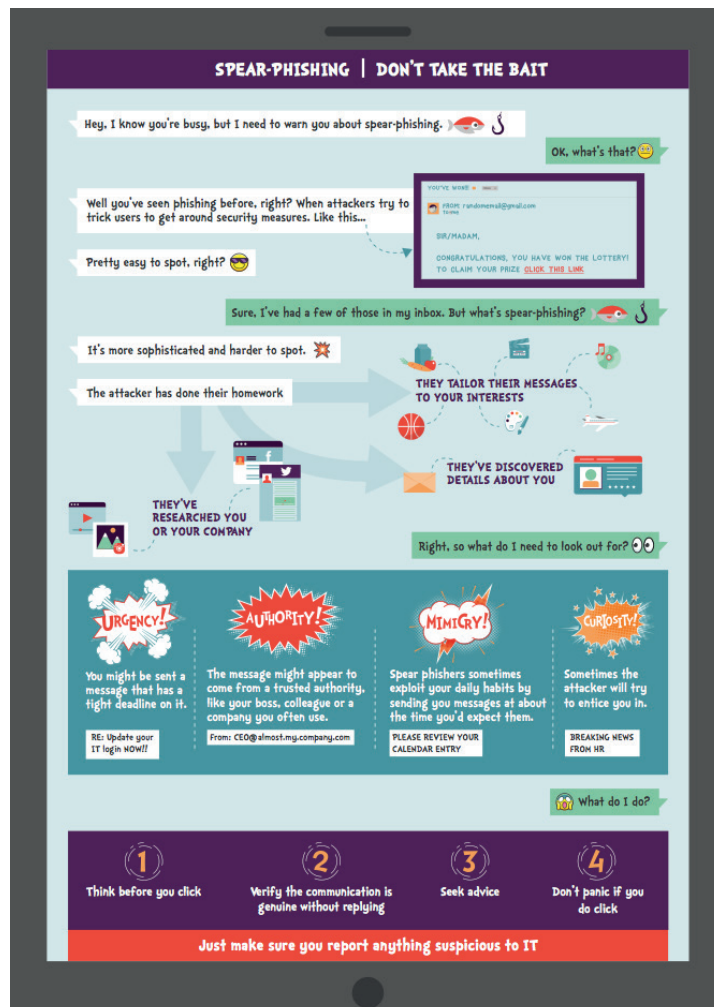 SPEAR-PHISHING | DON'T TAKE THE BAIT
Hey, I know you're busy, but I need to warn you about spear-phishing.
OK, what's that?
Well you've seen phishing before, right? When attackers try to
trick users to get around security measures. Like this...
YOU'VE WON!!
FROM: randomemail@gmail.com
SIR/MADAM,
CONGRATULATIONS, YOU HAVE WON THE LOTTERY!
TO CLAIM YOUR PRIZE CLICK THIS LINK
Pretty easy to spot, right?
Sure, I've had a few of those in my inbox. But what's spear-phishing?
It's more sophisticated and harder to spot.
The attacker has done their homework
THEY TAILOR THEIR MESSAGES
TO YOUR INTERESTS
THEY'VE DISCOVERED
DETAILS ABOUT YOU
THEY'VE
RESEARCHED YOU
OR YOUR COMPANY
Right, so what do I need to look out for?
URGENCY!
You might be sent a
message that has a
tight deadline on it.
RE: Update your
IT login NOW!!
AUTHORITY!
The message might appear to
come from a trusted authority,
like your boss, colleague or a
company you often use.
From: CEO@almost.my.company.com
MIMICRY!
Spear phishers sometimes
exploit your daily habits by
sending you messages at about
the time you'd expect them.
PLEASE REVIEW YOUR
CALENDAR ENTRY
CURIOSITY!
Sometimes the
attacker will try
to entice you in.
BREAKING NEWS
FROM HR
What do I do?
1
Think before you click
2
Verify the communication is
genuine without replying
3
Seek advice
4
Don't panic if you
do click
Just make sure you report anything suspicious to IT